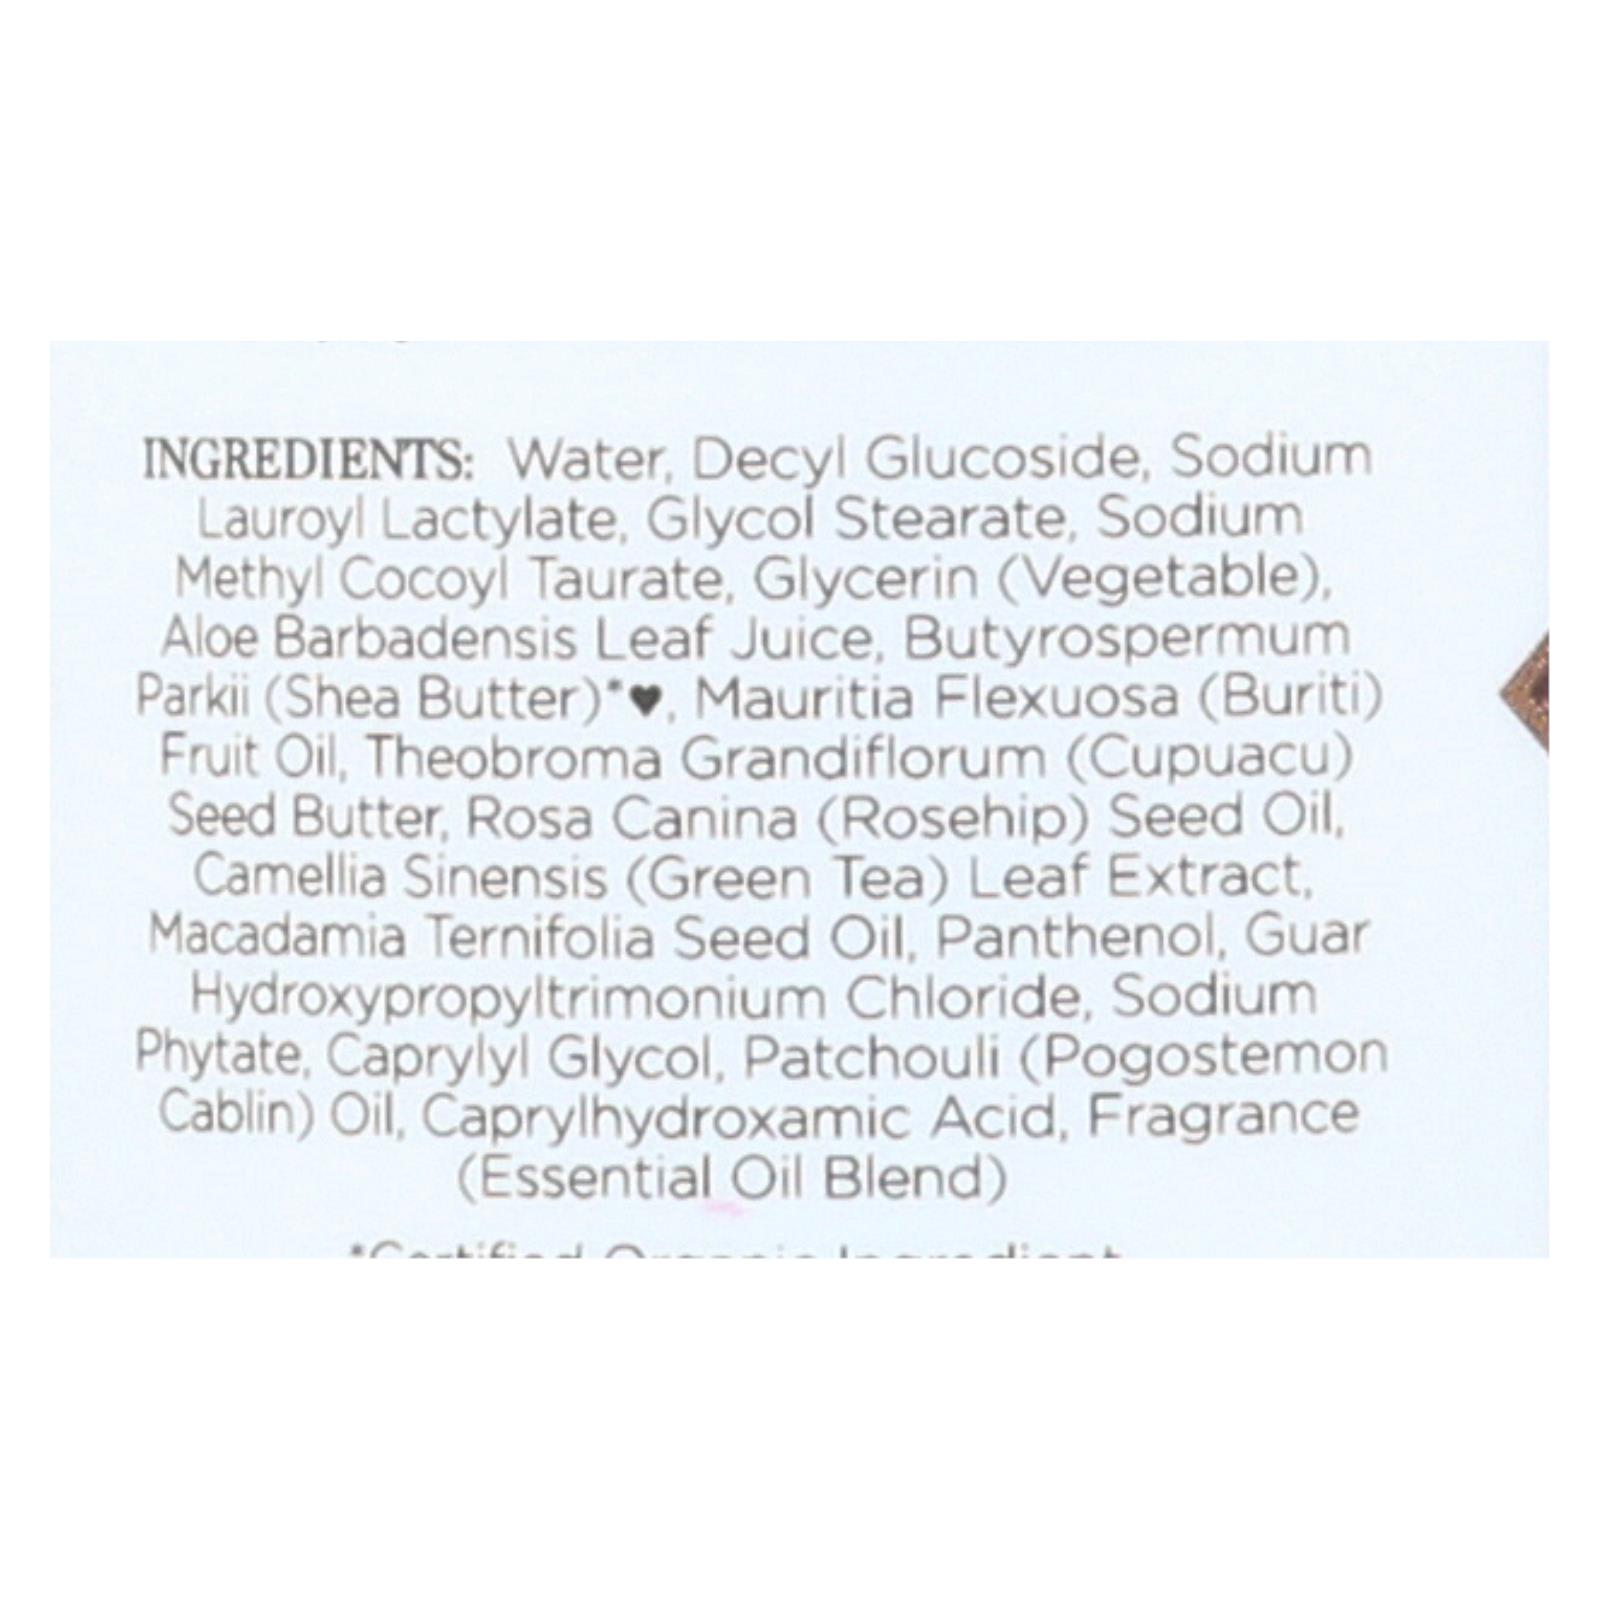 INGREDIENTS: Water, Decyl Glucoside, Sodium
Lauroyl Lactylate, Glycol Stearate, Sodium
Methyl Cocoyl Taurate, Glycerin (Vegetable),
Aloe Barbadensis Leaf Juice, Butyrospermum
Parkii (Shea Butter)*♥, Mauritia Flexuosa (Buriti)
Fruit Oil, Theobroma Grandiflorum (Cupuacu)
Seed Butter, Rosa Canina (Rosehip) Seed Oil,
Camellia Sinensis (Green Tea) Leaf Extract,
Macadamia Ternifolia Seed Oil, Panthenol, Guar
Hydroxypropyltrimonium Chloride, Sodium
Phytate, Caprylyl Glycol, Patchouli (Pogostemon
Cablin) Oil, Caprylhydroxamic Acid, Fragrance
(Essential Oil Blend)
*Certified Organic Ingredient